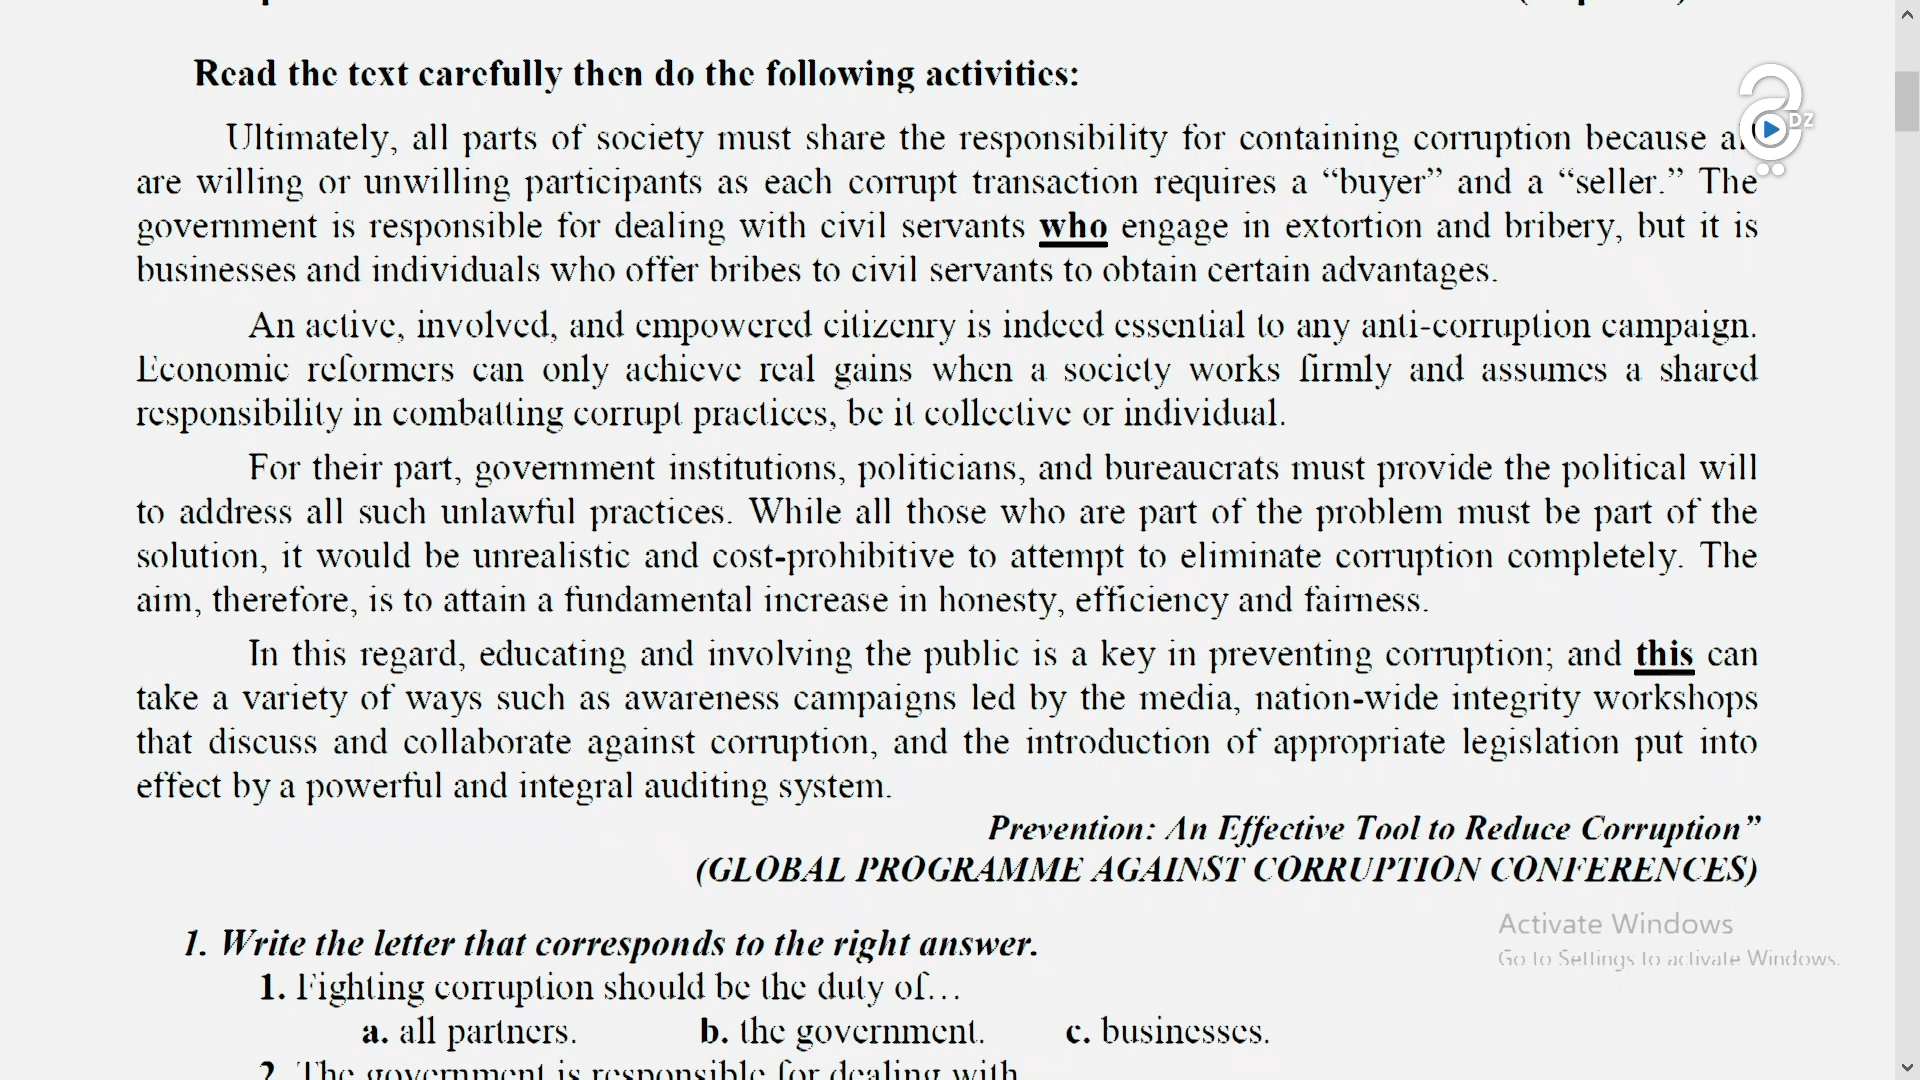 Read the text carefully then do the following activities:
Ultimately, all parts of society must share the responsibility for containing corruption because
are willing or unwilling participants as each corrupt transaction requires a “buyer” and a “seller.” The
government is responsible for dealing with civil servants who engage in extortion and bribery, but it is
businesses and individuals who offer bribes to civil servants to obtain certain advantages.
An active, involved, and empowered citizenry is indeed essential to any anti-corruption campaign.
Economic reformers can only achieve real gains when a society works firmly and assumes a shared
responsibility in combatting corrupt practices, be it collective or individual.
For their part, government institutions, politicians, and bureaucrats must provide the political will
to address all such unlawful practices. While all those who are part of the problem must be part of the
solution, it would be unrealistic and cost-prohibitive to attempt to eliminate corruption completely. The
aim, therefore, is to attain a fundamental increase in honesty, efficiency and fairness.
In this regard, educating and involving the public is a key in preventing corruption; and this can
take a variety of ways such as awareness campaigns led by the media, nation-wide integrity workshops
that discuss and collaborate against corruption, and the introduction of appropriate legislation put into
effect by a powerful and integral auditing system.
Prevention: An Effective Tool to Reduce Corruption”
(GLOBAL PROGRAMME AGAINST CORRUPTION CONFERENCES)
1. Write the letter that corresponds to the right answer.
1. Fighting corruption should be the duty of…
a. all partners. b. the government. c. businesses.
2. The government is responsible for dealing with
DZ
Activate Windows
Go to Settings to activate Windows.